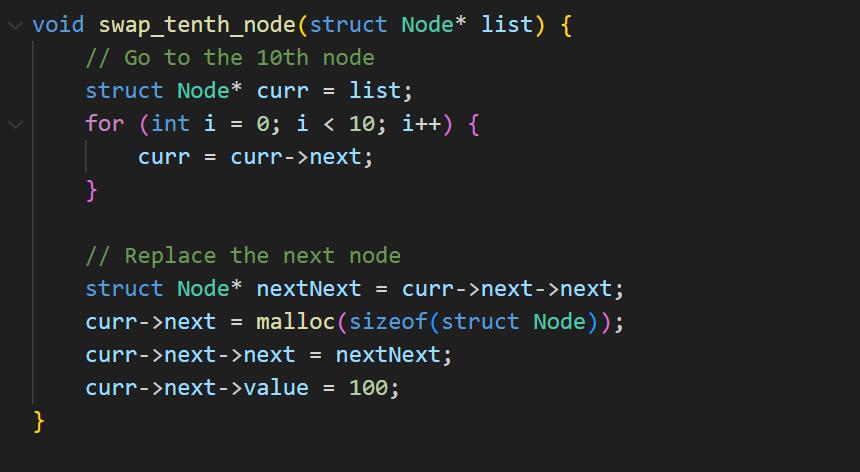 void swap_tenth_node(struct Node* list) {
    // Go to the 10th node
    struct Node* curr = list;
    for (int i = 0; i < 10; i++) {
        curr = curr->next;
    }

    // Replace the next node
    struct Node* nextNext = curr->next->next;
    curr->next = malloc(sizeof(struct Node));
    curr->next->next = nextNext;
    curr->next->value = 100;
}